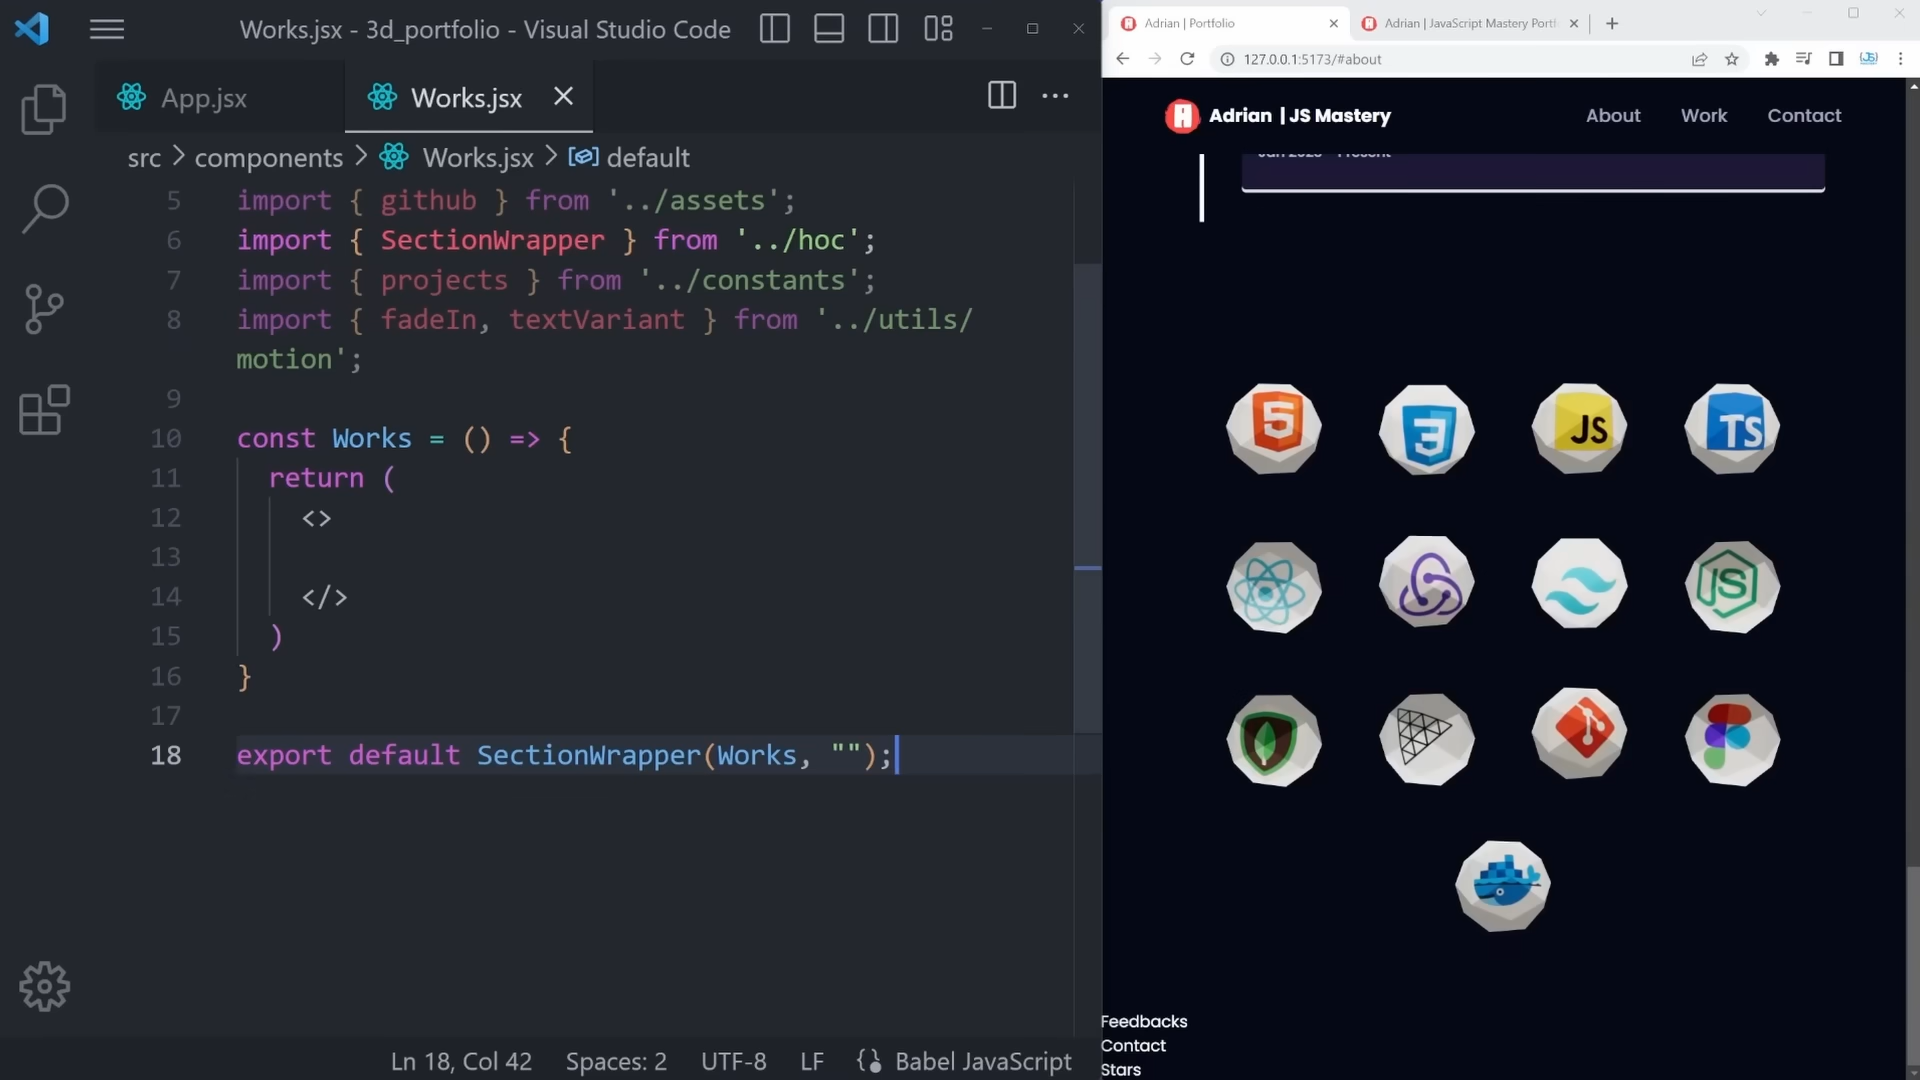 Works.jsx - 3d_portfolio - Visual Studio Code
App.jsx
Works.jsx
src > components > Works.jsx > default
5 import { github } from '../assets';
6 import { SectionWrapper } from '../hoc';
7 import { projects } from '../constants';
8 import { fadeIn, textVariant } from '../utils/
motion';
9
10 const Works = () => {
11 return (
12 <>
13
14 </>
15 )
16 }
17
18 export default SectionWrapper(Works, "");
Ln 18, Col 42
Spaces: 2
UTF-8
LF
Babel JavaScript
Adrian | Portfolio
Adrian | JavaScript Mastery Portf
127.0.0.1:5173/#about
Adrian | JS Mastery
About
Work
Contact
5
3
JS
TS
JS
Feedbacks
Contact
Stars